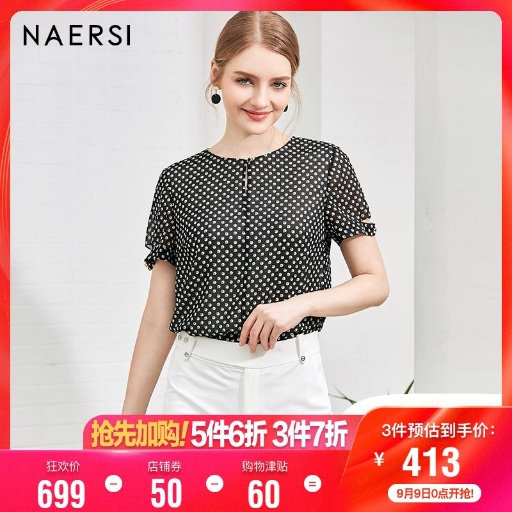 NAERSI
抢先加购! 5件6折 3件7折
3件预估到手价:
¥ 413
9月9日0点开抢!
狂欢价 店铺券 购物津贴
699 - 50 - 60 =